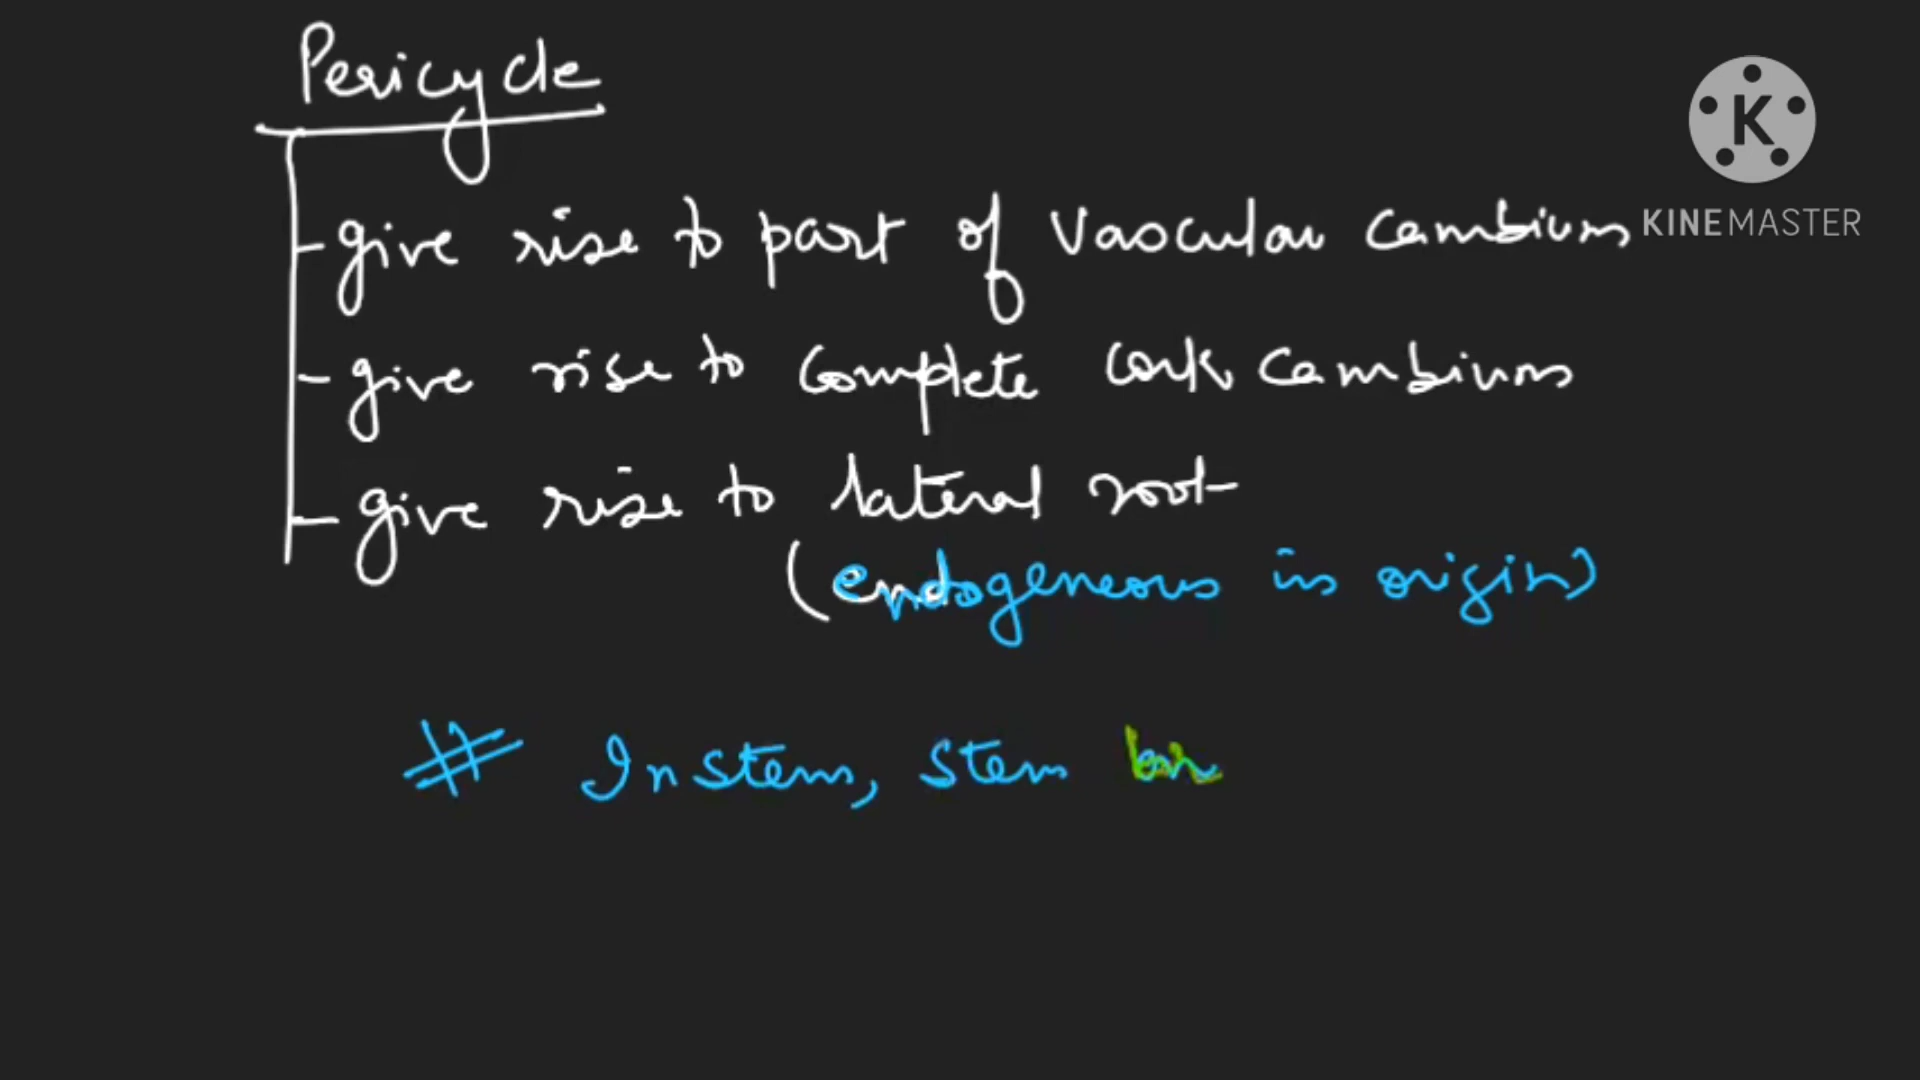 Pericycle
give rise to part of Vascular Cambium
KINEMASTER
give rise to Complete Cork Cambium
give rise to lateral root
(endogeneous in origin)
# In stem, stem